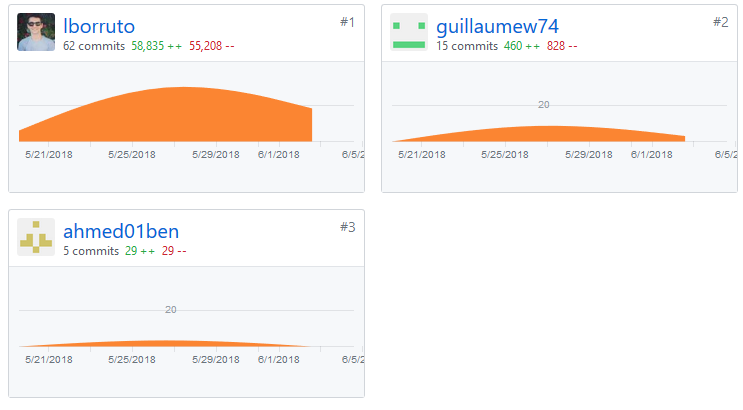 lborruto #1
62 commits 58,835 ++ 55,208 --
5/21/2018 5/25/2018 5/29/2018 6/1/2018 6/5/2
guillaumew74 #2
15 commits 460 ++ 828 --
20
5/21/2018 5/25/2018 5/29/2018 6/1/2018 6/5/2
ahmed01ben #3
5 commits 29 ++ 29 --
20
5/21/2018 5/25/2018 5/29/2018 6/1/2018 6/5/2